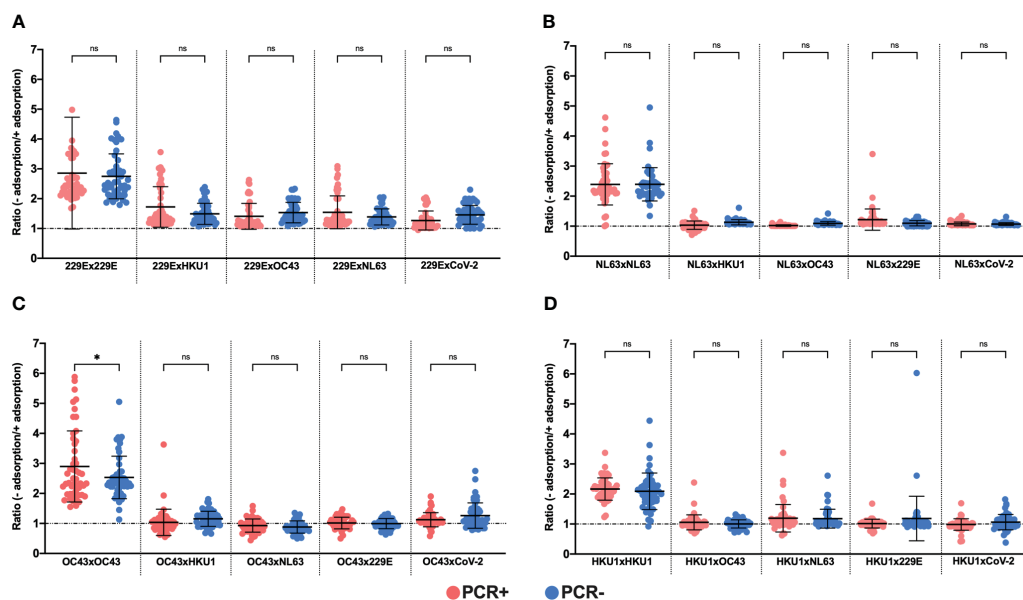 A
Ratio (- adsorption/+ adsorption)
7
6
5
4
3
2
1
0
ns
ns
ns
ns
ns
229Ex229E
229ExHKU1
229ExOC43
229ExNL63
229ExCoV-2
B
Ratio (- adsorption/+ adsorption)
7
6
5
4
3
2
1
0
ns
ns
ns
ns
ns
NL63xNL63
NL63xHKU1
NL63xOC43
NL63x229E
NL63xCoV-2
C
Ratio (- adsorption/+ adsorption)
7
6
5
4
3
2
1
0
*
ns
ns
ns
ns
OC43xOC43
OC43xHKU1
OC43xNL63
OC43x229E
OC43xCoV-2
D
Ratio (- adsorption/+ adsorption)
7
6
5
4
3
2
1
0
ns
ns
ns
ns
ns
HKU1xHKU1
HKU1xOC43
HKU1xNL63
HKU1x229E
HKU1xCoV-2
PCR+
PCR-